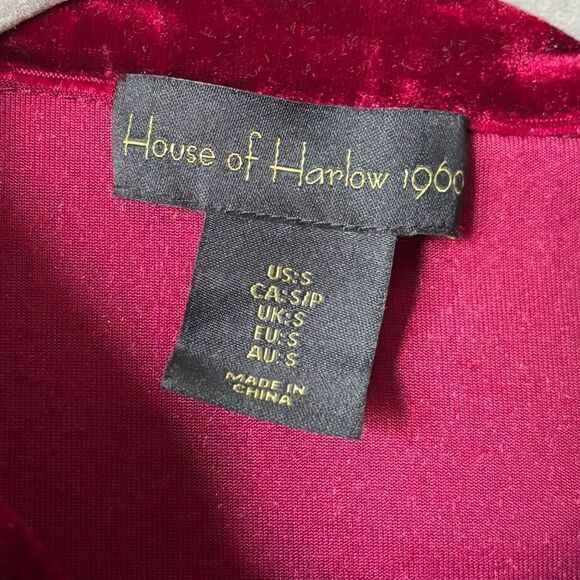 House of Harlow 1960
US: S
CA: S/P
UK: S
EU: S
AU: S
MADE IN
CHINA